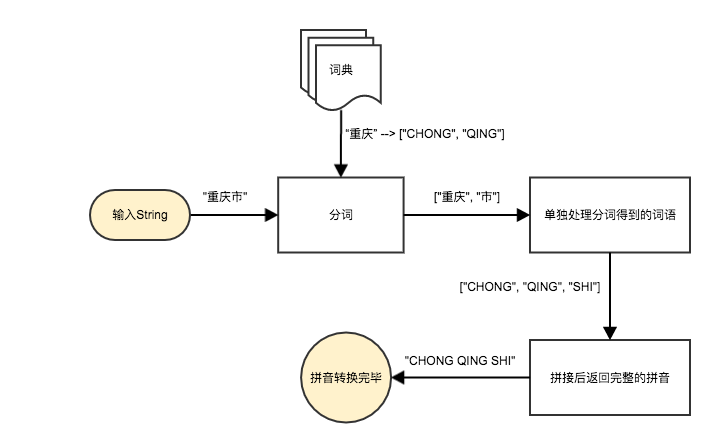 词典
“重庆” --> ["CHONG", "QING"]
输入String
"重庆市"
分词
["重庆", "市"]
单独处理分词得到的词语
["CHONG", "QING", "SHI"]
拼接后返回完整的拼音
"CHONG QING SHI"
拼音转换完毕